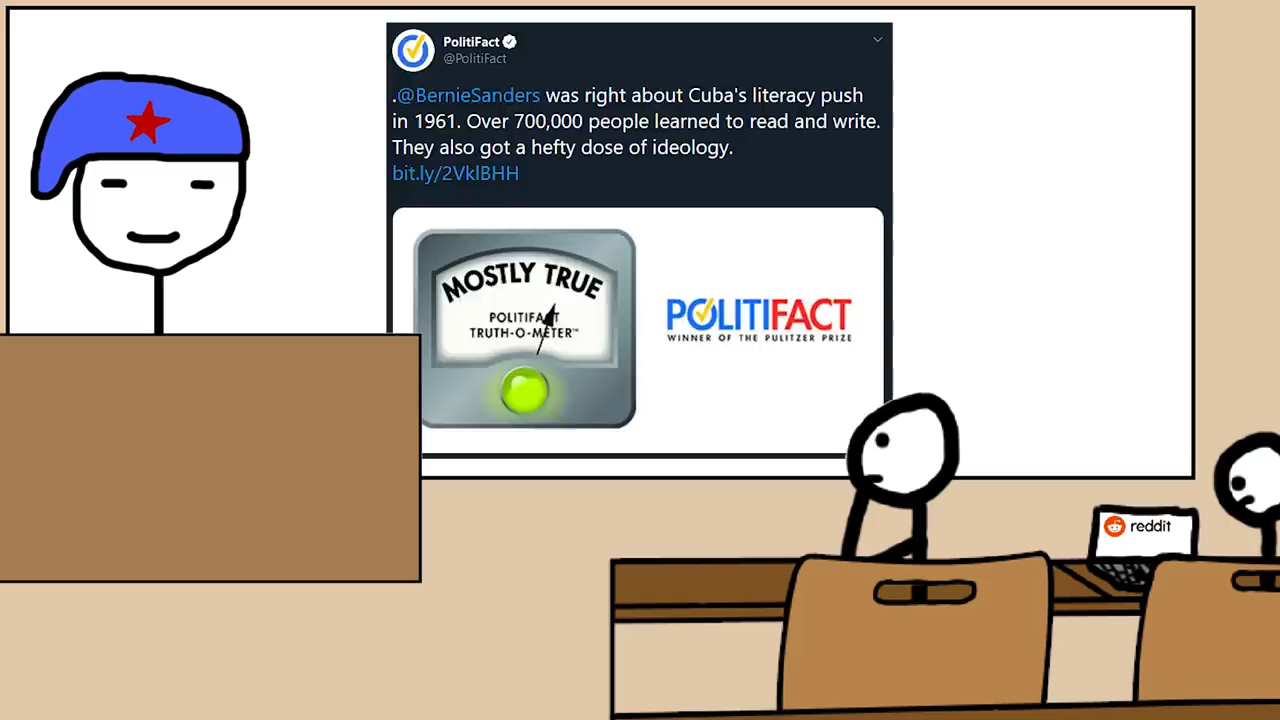 PolitiFact
@PolitiFact
.@BernieSanders was right about Cuba's literacy push
in 1961. Over 700,000 people learned to read and write.
They also got a hefty dose of ideology.
bit.ly/2VklBHH
MOSTLY TRUE
POLITIFACT
TRUTH-O-METER™
POLITIFACT
WINNER OF THE PULITZER PRIZE
reddit